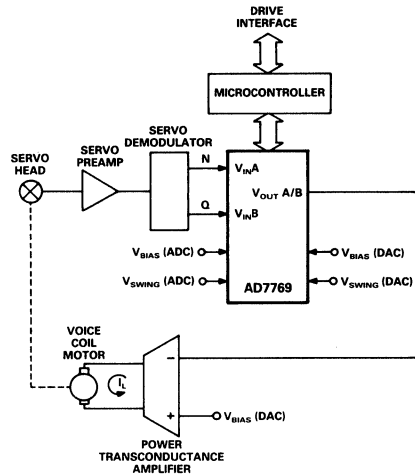 DRIVE
INTERFACE
MICROCONTROLLER
SERVO
DEMODULATOR
SERVO
PREAMP
SERVO
HEAD
N
Q
VINA
VOUT A/B
VINB
VBIAS (ADC)
VBIAS (DAC)
VSWING (ADC)
VSWING (DAC)
AD7769
VOICE
COIL
MOTOR
IL
−
+
VBIAS (DAC)
POWER
TRANSCONDUCTANCE
AMPLIFIER